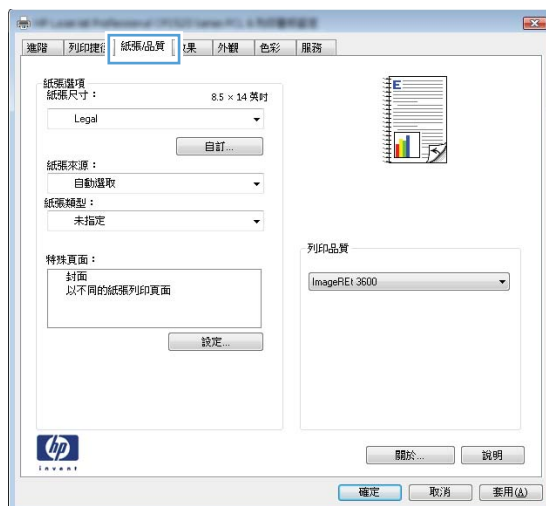 進階 列印捷徑 紙張/品質 效果 外觀 色彩 服務
紙張選項
紙張尺寸： 8.5 × 14 英吋
Legal
自訂...
紙張來源：
自動選取
紙張類型：
未指定
特殊頁面：
封面
以不同的紙張列印頁面
設定...
列印品質
ImageREt 3600
E
hp
invent
關於... 說明
確定 取消 套用(A)